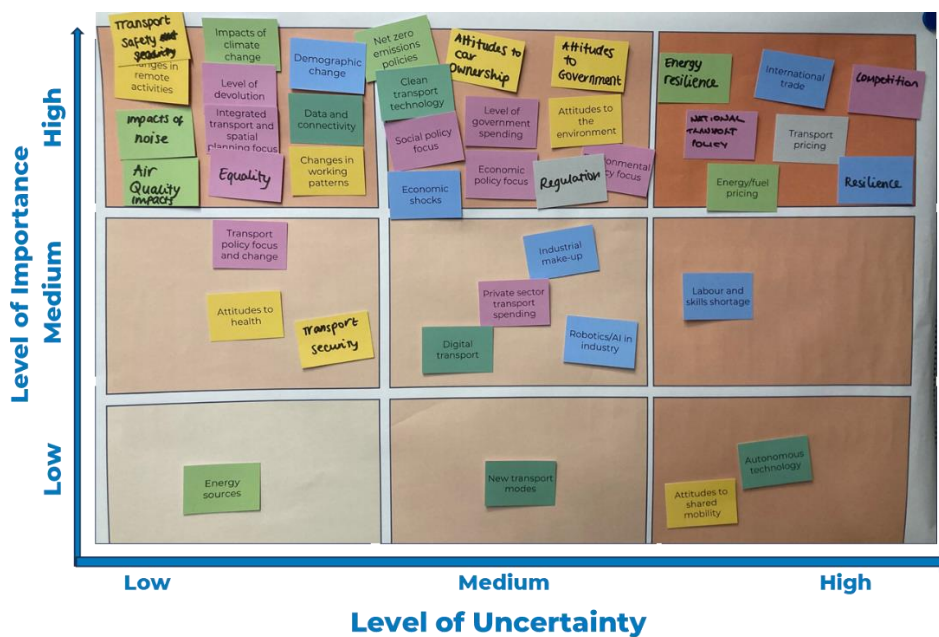 Transport
Safety
security
Impacts of
climate
change
Demographic
change
Net zero
emissions
policies
Attitudes to
car
Ownership
Attitudes
to
Government
Energy
resilience
International
trade
Competition
in remote
activities
Level of
devolution
Integrated
transport and
spatial
planning focus
Data and
connectivity
Clean
transport
technology
Level of
government
spending
Attitudes to
the
environment
Impacts of
noise
Social policy
focus
NATIONAL
TRANSPORT
POLICY
Transport
pricing
Air
Quality
impacts
Equality
Changes in
working
patterns
Economic
shocks
Economic
policy focus
Regulation
Energy/fuel
pricing
Resilience
Transport
policy focus
and change
Industrial
make-up
Attitudes to
health
Transport
security
Private sector
transport
spending
Digital
transport
Robotics/AI in
industry
Labour and
skills shortage
Energy
sources
New transport
modes
Autonomous
technology
Attitudes to
shared
mobility
Level of Importance
High
Medium
Low
Low
Medium
High
Level of Uncertainty